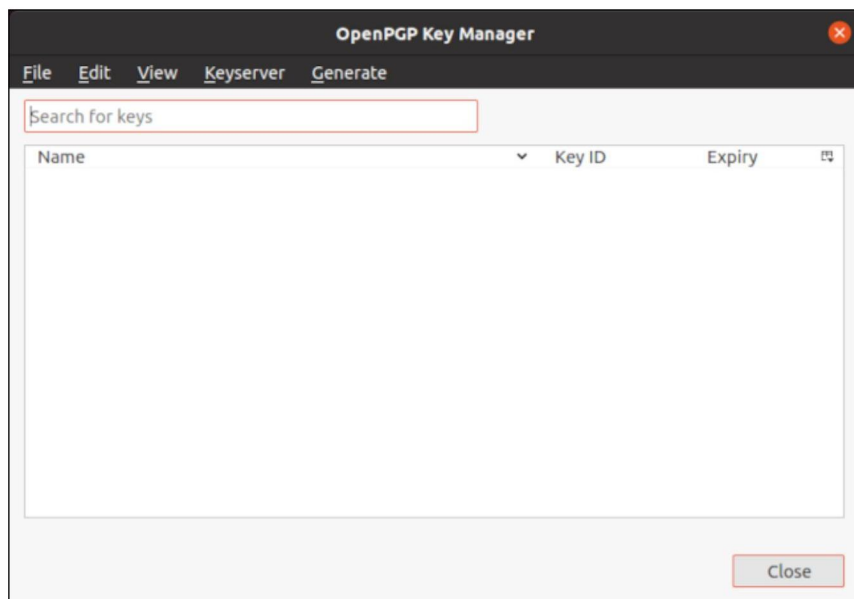 OpenPGP Key Manager
File Edit View Keyserver Generate
Search for keys
Name Key ID Expiry
Close